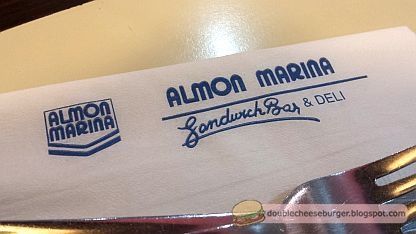 ALMON
MARINA
ALMON MARINA
Sandwich Bar & DELI
doublecheeseburger.blogspot.com